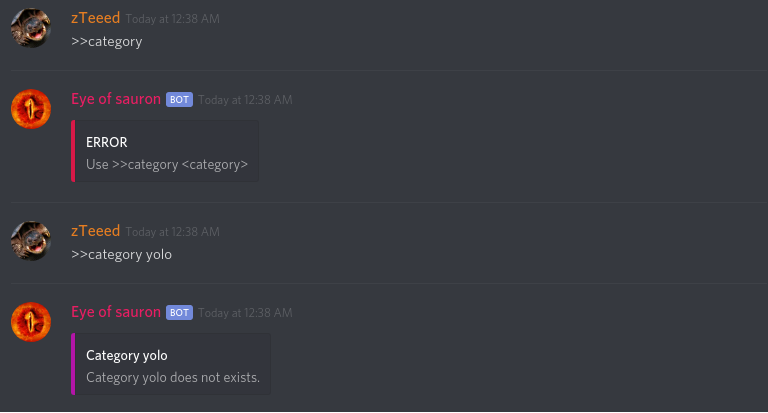 zTeeed Today at 12:38 AM
>>category
Eye of sauron BOT Today at 12:38 AM
ERROR
Use >>category <category>
zTeeed Today at 12:38 AM
>>category yolo
Eye of sauron BOT Today at 12:38 AM
Category yolo
Category yolo does not exists.